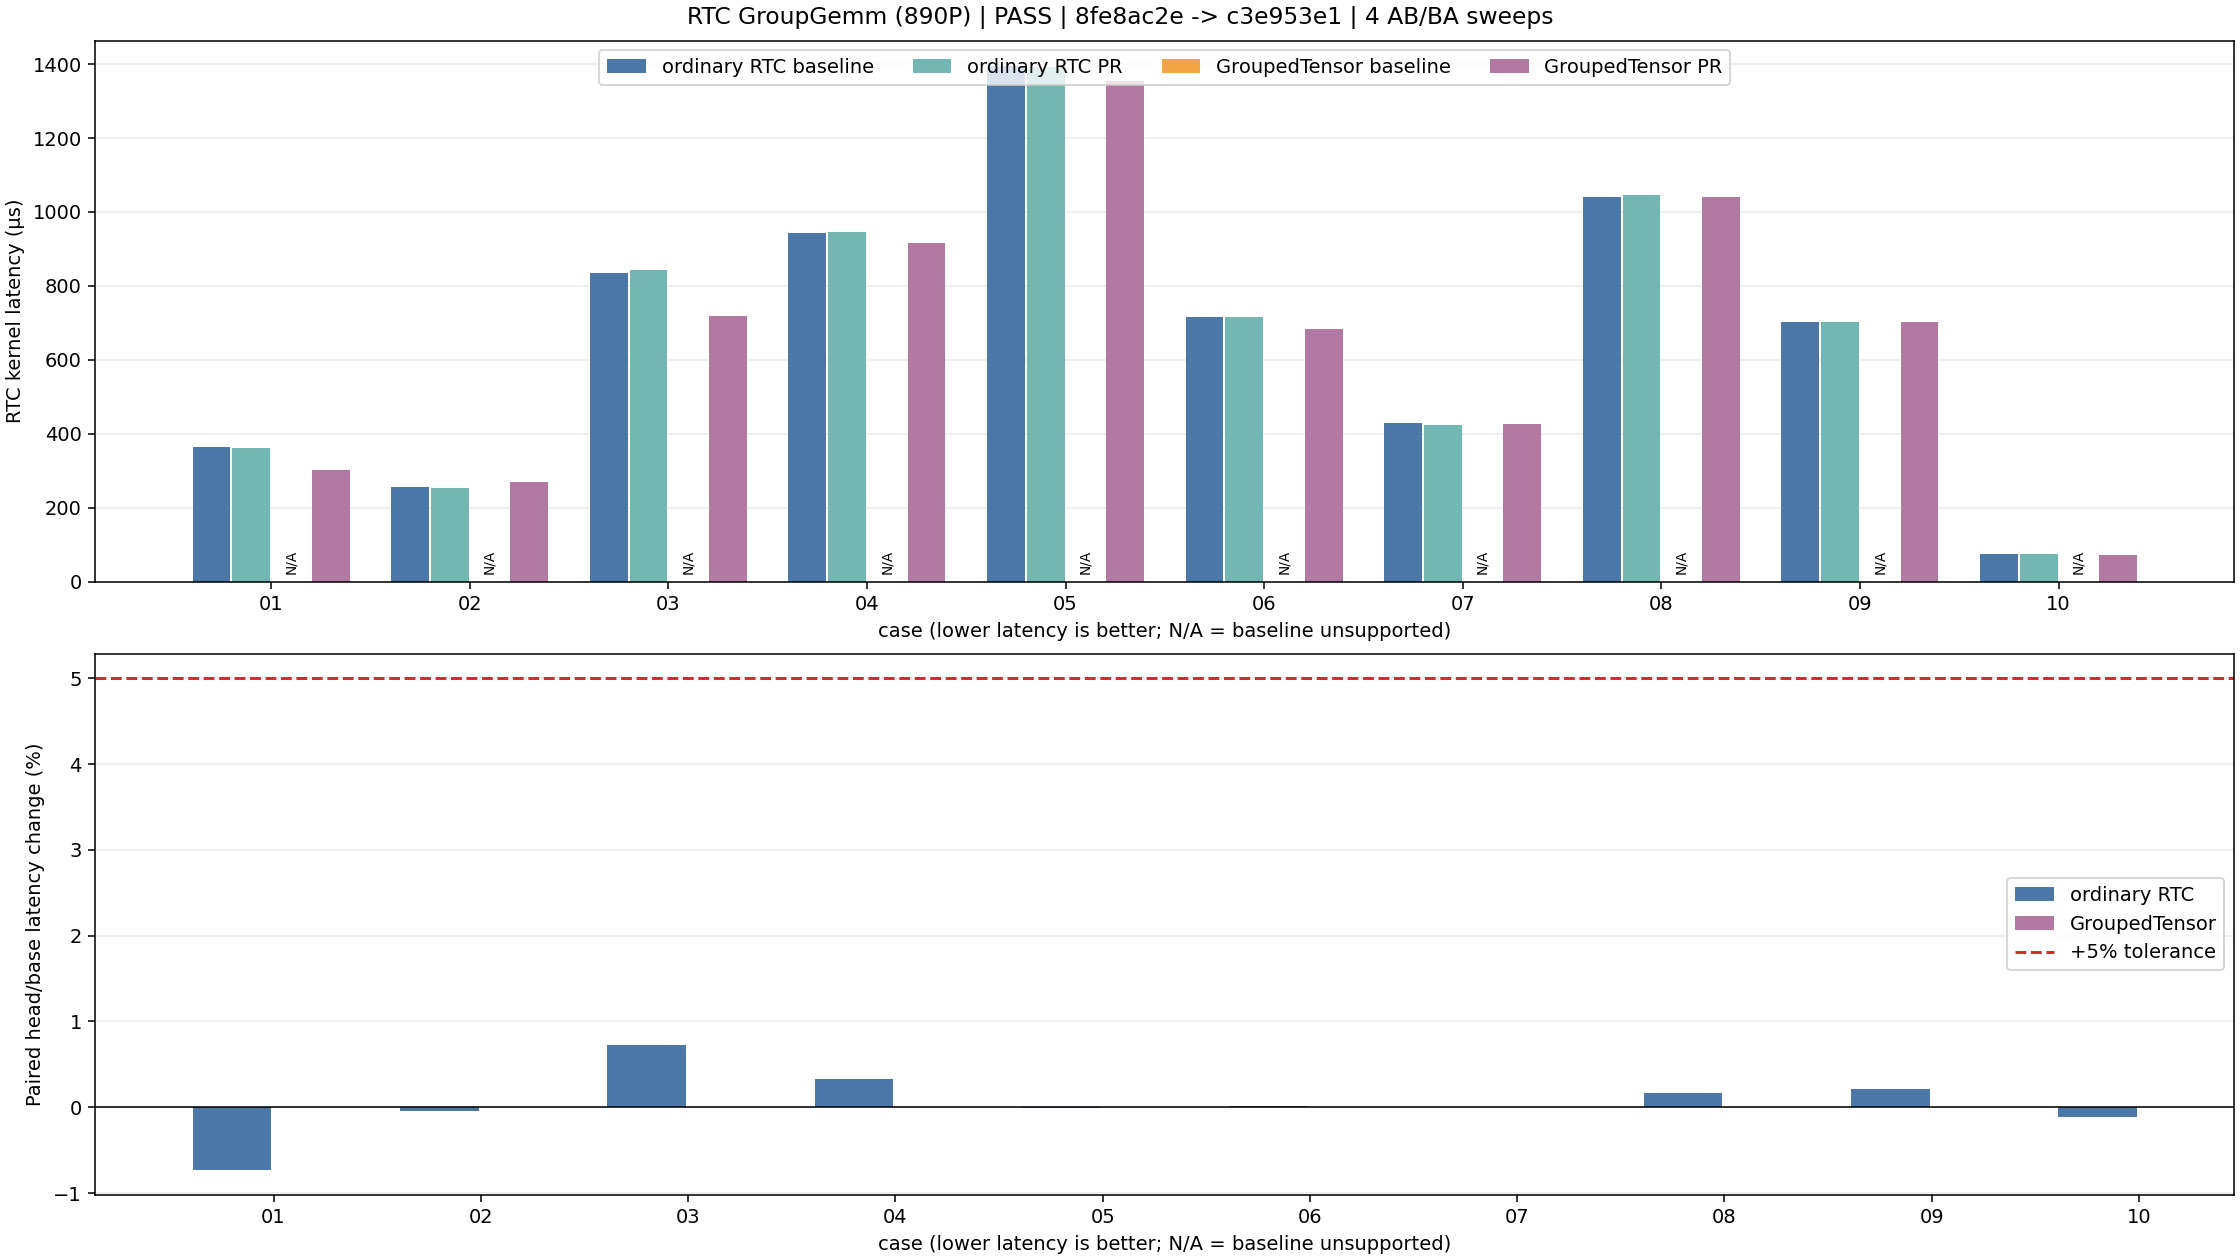 RTC GroupGemm (890P) | PASS | 8fe8ac2e -> c3e953e1 | 4 AB/BA sweeps
ordinary RTC baseline
ordinary RTC PR
GroupedTensor baseline
GroupedTensor PR
RTC kernel latency (µs)
1400
1200
1000
800
600
400
200
0
N/A
N/A
N/A
N/A
N/A
N/A
N/A
N/A
N/A
N/A
01 02 03 04 05 06 07 08 09 10
case (lower latency is better; N/A = baseline unsupported)
Paired head/base latency change (%)
5
4
3
2
1
0
−1
ordinary RTC
GroupedTensor
+5% tolerance
01 02 03 04 05 06 07 08 09 10
case (lower latency is better; N/A = baseline unsupported)